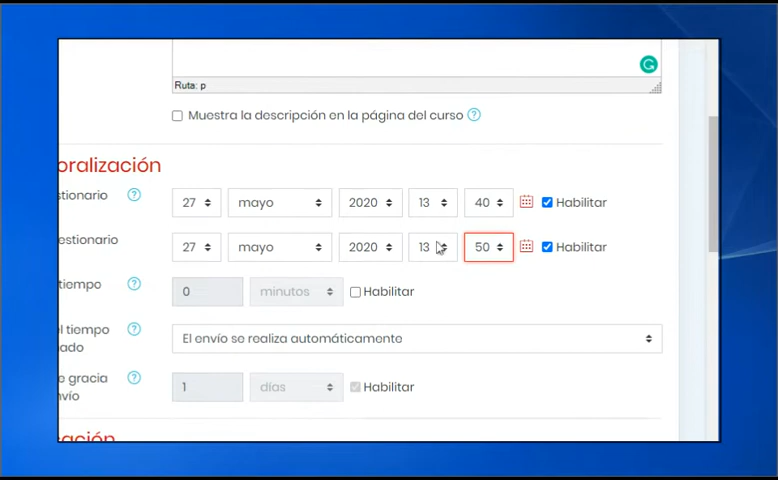 Ruta: p
Muestra la descripción en la página del curso
oralización
stionario 27 mayo 2020 13 40 Habilitar
estionario 27 mayo 2020 13 50 Habilitar
tiempo 0 minutos Habilitar
el tiempo
ado
El envío se realiza automáticamente
e gracia
nvío
1 días Habilitar
cación